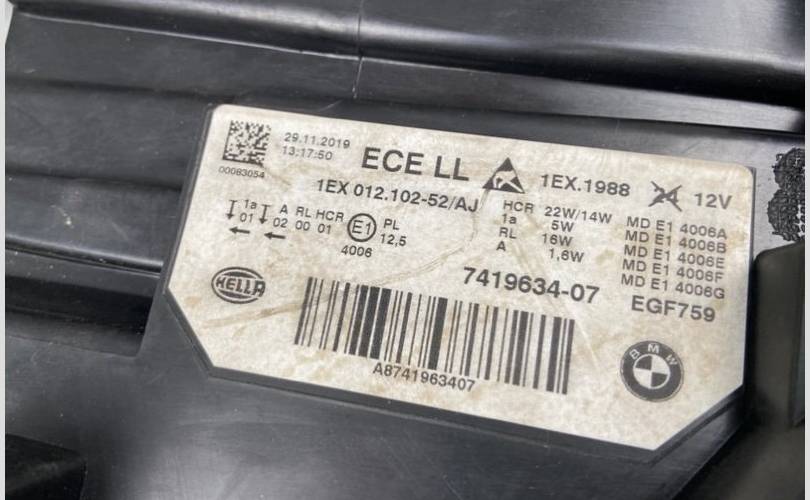 29.11.2019
13:17:50
00083054
ECE LL
1EX.1988
24 12V
1EX 012.102-52/AJ
1a A RL HCR
01 02 00 01
E1
4006
PL
12,5
HCR 22W/14W
1a 5W
RL 16W
A 1,6W
MD E1 4006A
MD E1 4006B
MD E1 4006E
MD E1 4006F
MD E1 4006G
HELLA
7419634-07
EGF759
A8741963407
BMW